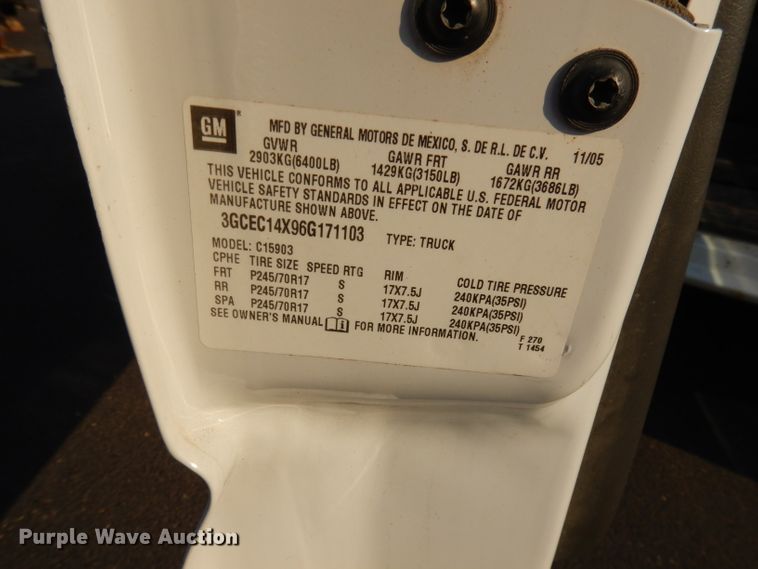 GM®
MFD BY GENERAL MOTORS DE MEXICO, S. DE R.L. DE C.V. 11/05
GVWR GAWR FRT GAWR RR
2903KG(6400LB) 1429KG(3150LB) 1672KG(3686LB)
THIS VEHICLE CONFORMS TO ALL APPLICABLE U.S. FEDERAL MOTOR
VEHICLE SAFETY STANDARDS IN EFFECT ON THE DATE OF
MANUFACTURE SHOWN ABOVE.
3GCEC14X96G171103 TYPE: TRUCK
MODEL: C15903
CPHE TIRE SIZE SPEED RTG RIM COLD TIRE PRESSURE
FRT P245/70R17 S 17X7.5J 240KPA(35PSI)
RR P245/70R17 S 17X7.5J 240KPA(35PSI)
SPA P245/70R17 S 17X7.5J 240KPA(35PSI)
SEE OWNER'S MANUAL FOR MORE INFORMATION.
F 270
T 1454
Purple Wave Auction